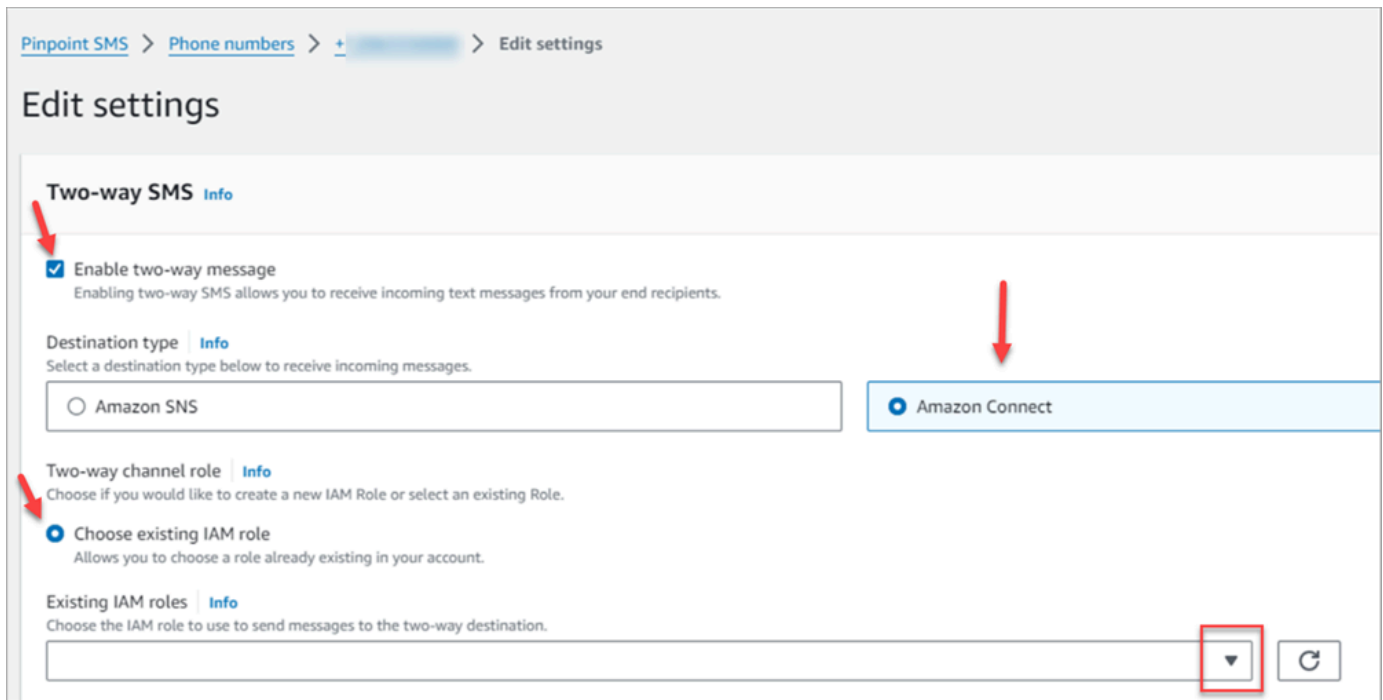 Pinpoint SMS > Phone numbers > + > Edit settings
Edit settings
Two-way SMS Info
Enable two-way message
Enabling two-way SMS allows you to receive incoming text messages from your end recipients.
Destination type Info
Select a destination type below to receive incoming messages.
Amazon SNS Amazon Connect
Two-way channel role Info
Choose if you would like to create a new IAM Role or select an existing Role.
Choose existing IAM role
Allows you to choose a role already existing in your account.
Existing IAM roles Info
Choose the IAM role to use to send messages to the two-way destination.